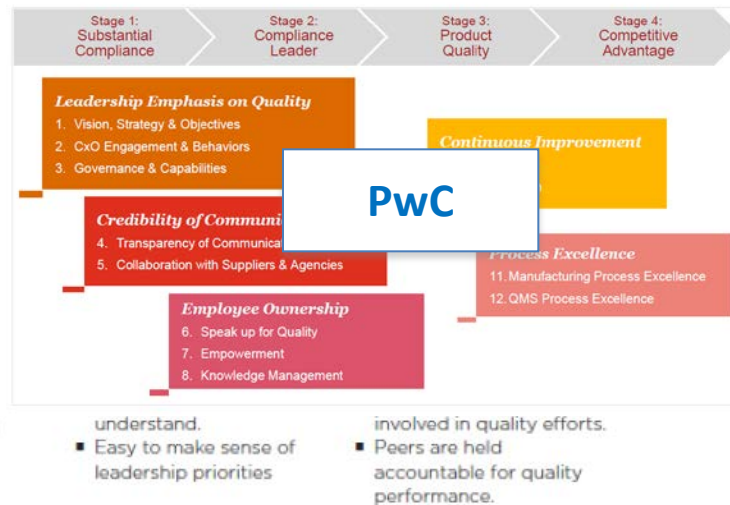 Stage 1:
Substantial
Compliance
Stage 2:
Compliance
Leader
Stage 3:
Product
Quality
Stage 4:
Competitive
Advantage
Leadership Emphasis on Quality
1. Vision, Strategy & Objectives
2. CxO Engagement & Behaviors
3. Governance & Capabilities
Continuous Improvement
PwC
Credibility of
4. Transparency of
5. Collaboration with Suppliers & Agencies
Process Excellence
11. Manufacturing Process Excellence
12. QMS Process Excellence
Employee Ownership
6. Speak up for Quality
7. Empowerment
8. Knowledge Management
understand.
■ Easy to make sense of
leadership priorities
involved in quality efforts.
■ Peers are held
accountable for quality
performance.